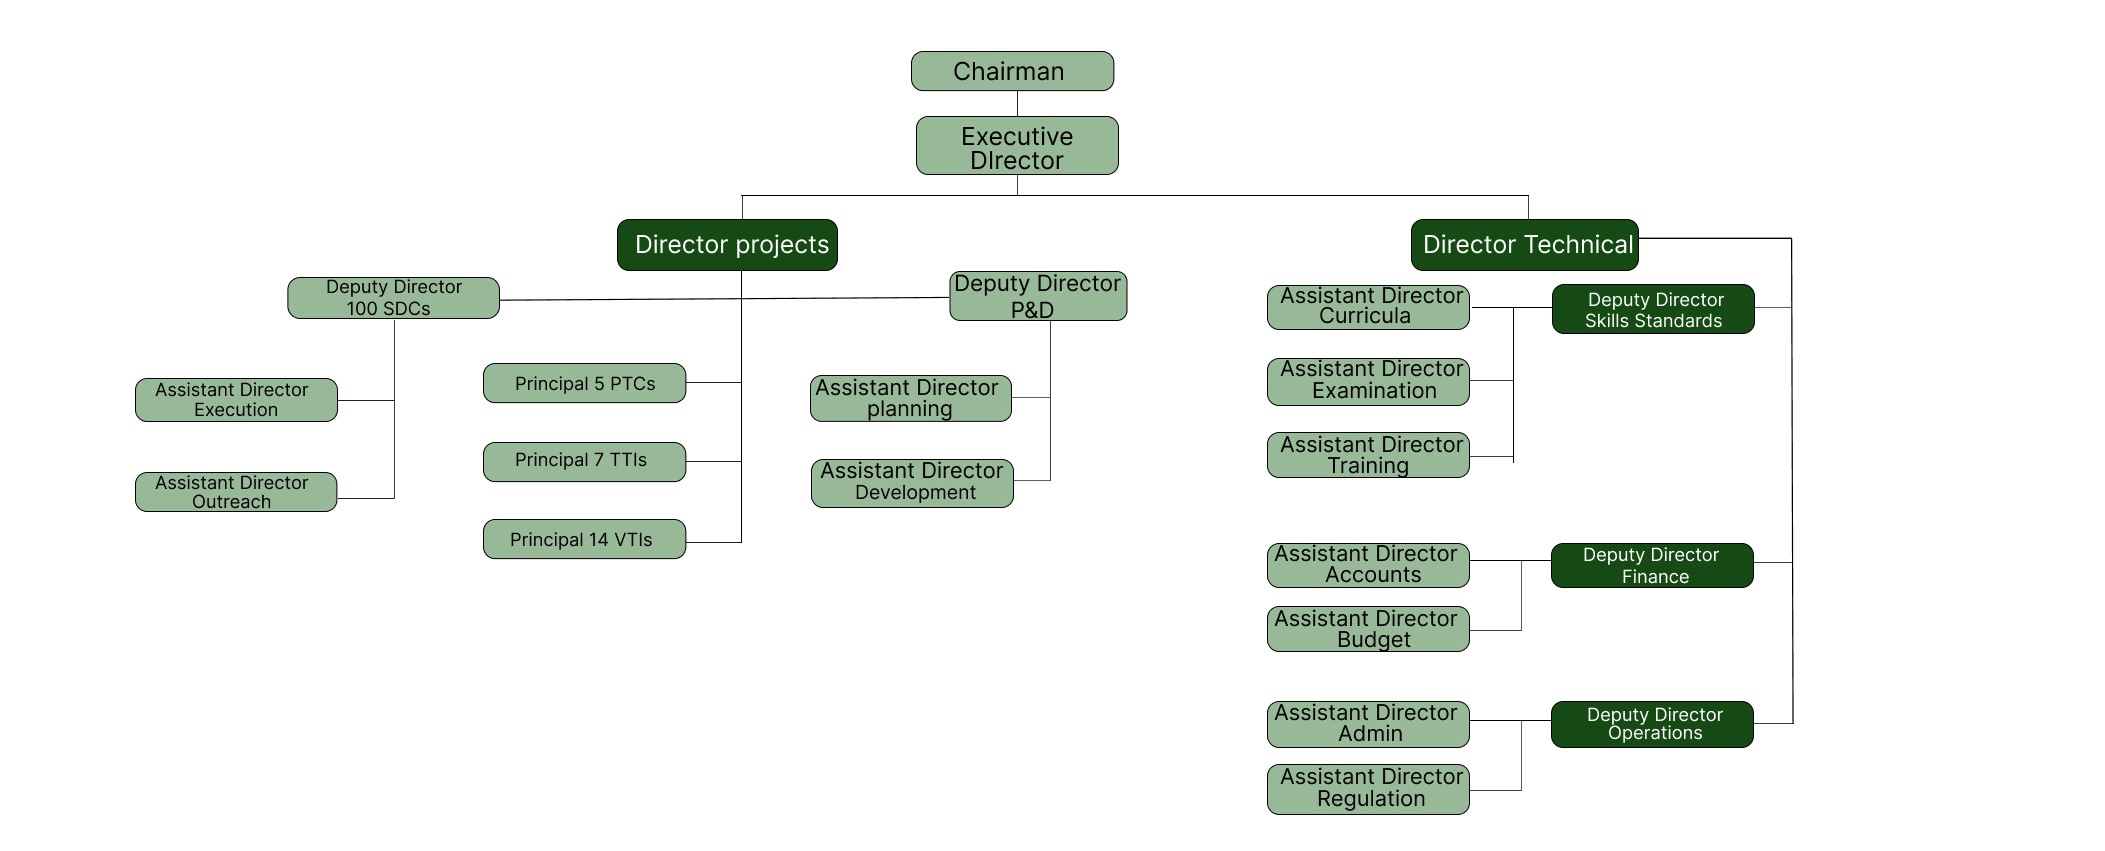 Chairman
Executive
DIrector
Director projects
Director Technical
Deputy Director
100 SDCs
Deputy Director
P&D
Assistant Director
Execution
Assistant Director
Outreach
Principal 5 PTCs
Principal 7 TTIs
Principal 14 VTIs
Assistant Director
planning
Assistant Director
Development
Deputy Director
Skills Standards
Assistant Director
Curricula
Assistant Director
Examination
Assistant Director
Training
Deputy Director
Finance
Assistant Director
Accounts
Assistant Director
Budget
Deputy Director
Operations
Assistant Director
Admin
Assistant Director
Regulation